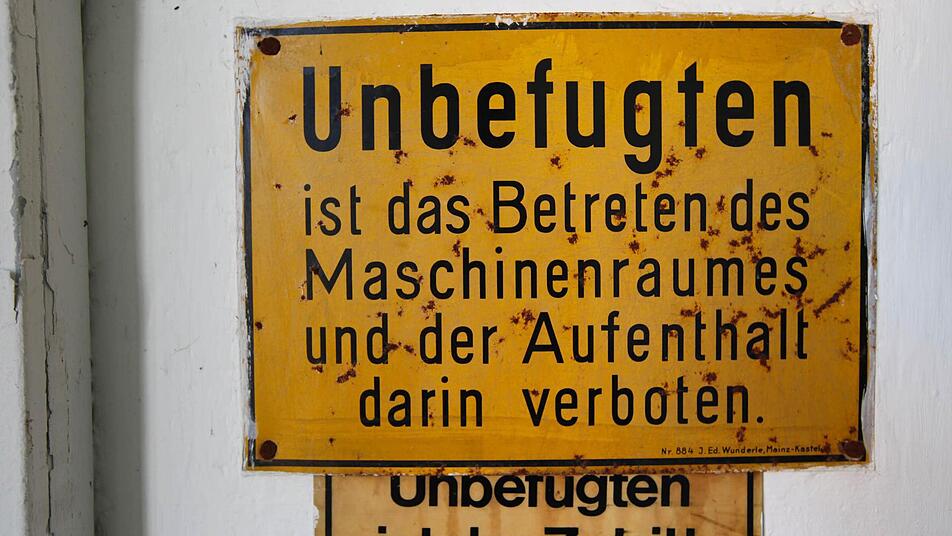 Unbefugten
ist das Betreten des
Maschinenraumes
und der Aufenthalt
darin verboten.
Nr. 884 J. Ed. Wunderle, Mainz-Kastel
Unbefugten